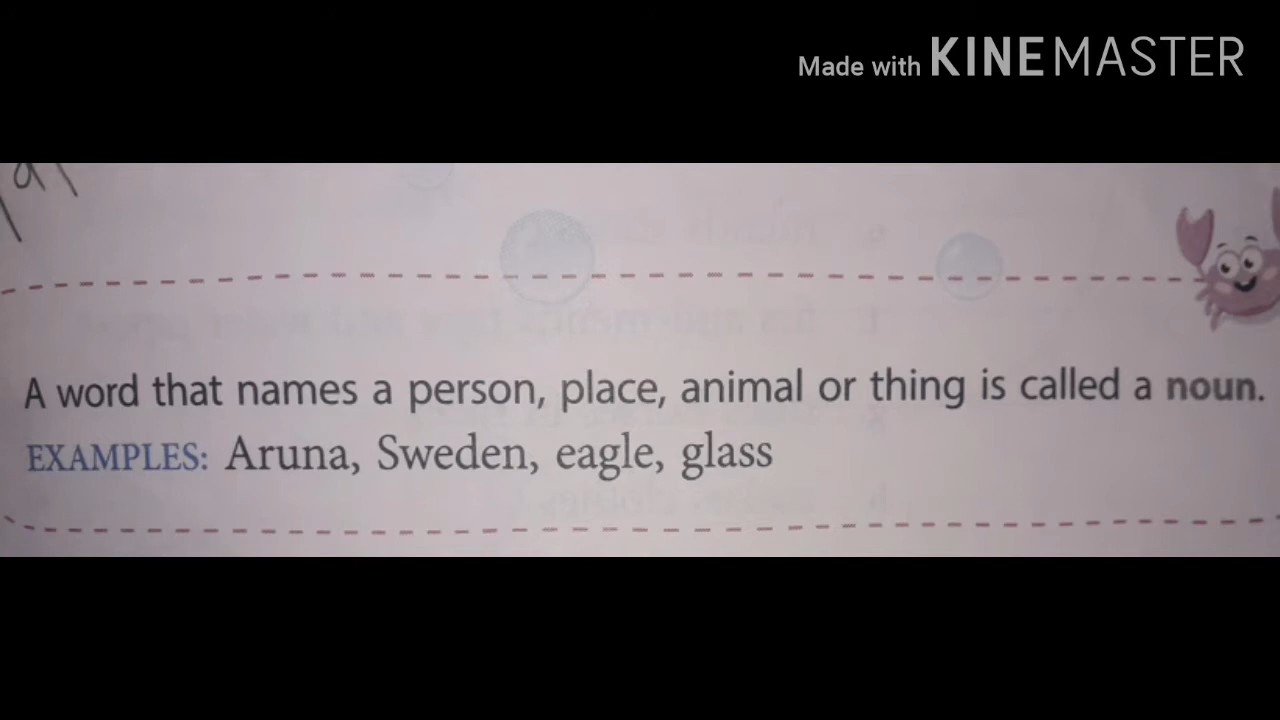 Made with KINEMASTER
A word that names a person, place, animal or thing is called a noun.
EXAMPLES: Aruna, Sweden, eagle, glass